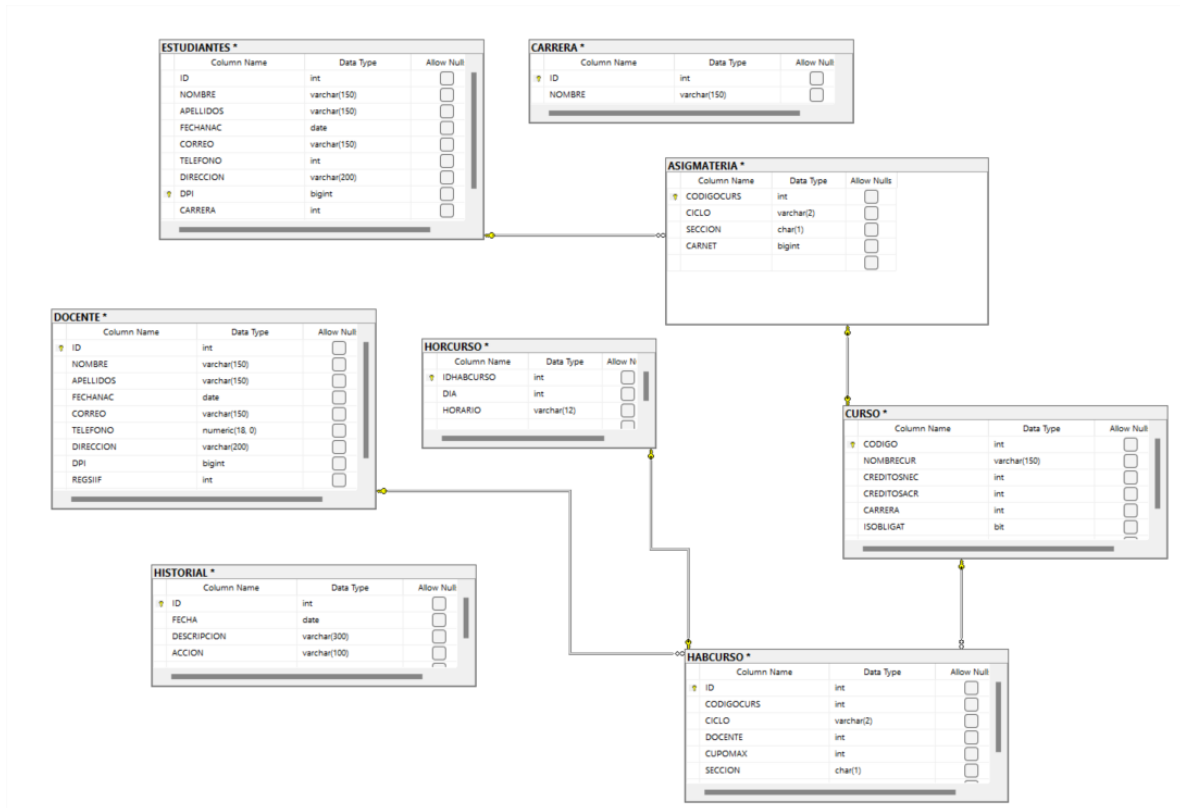 ESTUDIANTES *
Column Name Data Type Allow Null
ID int
NOMBRE varchar(150)
APELLIDOS varchar(150)
FECHANAC date
CORREO varchar(150)
TELEFONO int
DIRECCION varchar(200)
DPI bigint
CARRERA int
CARRERA *
Column Name Data Type Allow Null
ID int
NOMBRE varchar(150)
ASIGMATERIA *
Column Name Data Type Allow Nulls
CODIGOCURS int
CICLO varchar(2)
SECCION char(1)
CARNET bigint
DOCENTE *
Column Name Data Type Allow Null
ID int
NOMBRE varchar(150)
APELLIDOS varchar(150)
FECHANAC date
CORREO varchar(150)
TELEFONO numeric(18, 0)
DIRECCION varchar(200)
DPI bigint
REGSIIF int
HORCURSO *
Column Name Data Type Allow N
IDHABCURSO int
DIA int
HORARIO varchar(12)
CURSO *
Column Name Data Type Allow Null
CODIGO int
NOMBRECUR varchar(150)
CREDITOSNEC int
CREDITOSACR int
CARRERA int
ISOBLIGAT bit
HISTORIAL *
Column Name Data Type Allow Null
ID int
FECHA date
DESCRIPCION varchar(300)
ACCION varchar(100)
HABCURSO *
Column Name Data Type Allow Null
ID int
CODIGOCURS int
CICLO varchar(2)
DOCENTE int
CUPOMAX int
SECCION char(1)